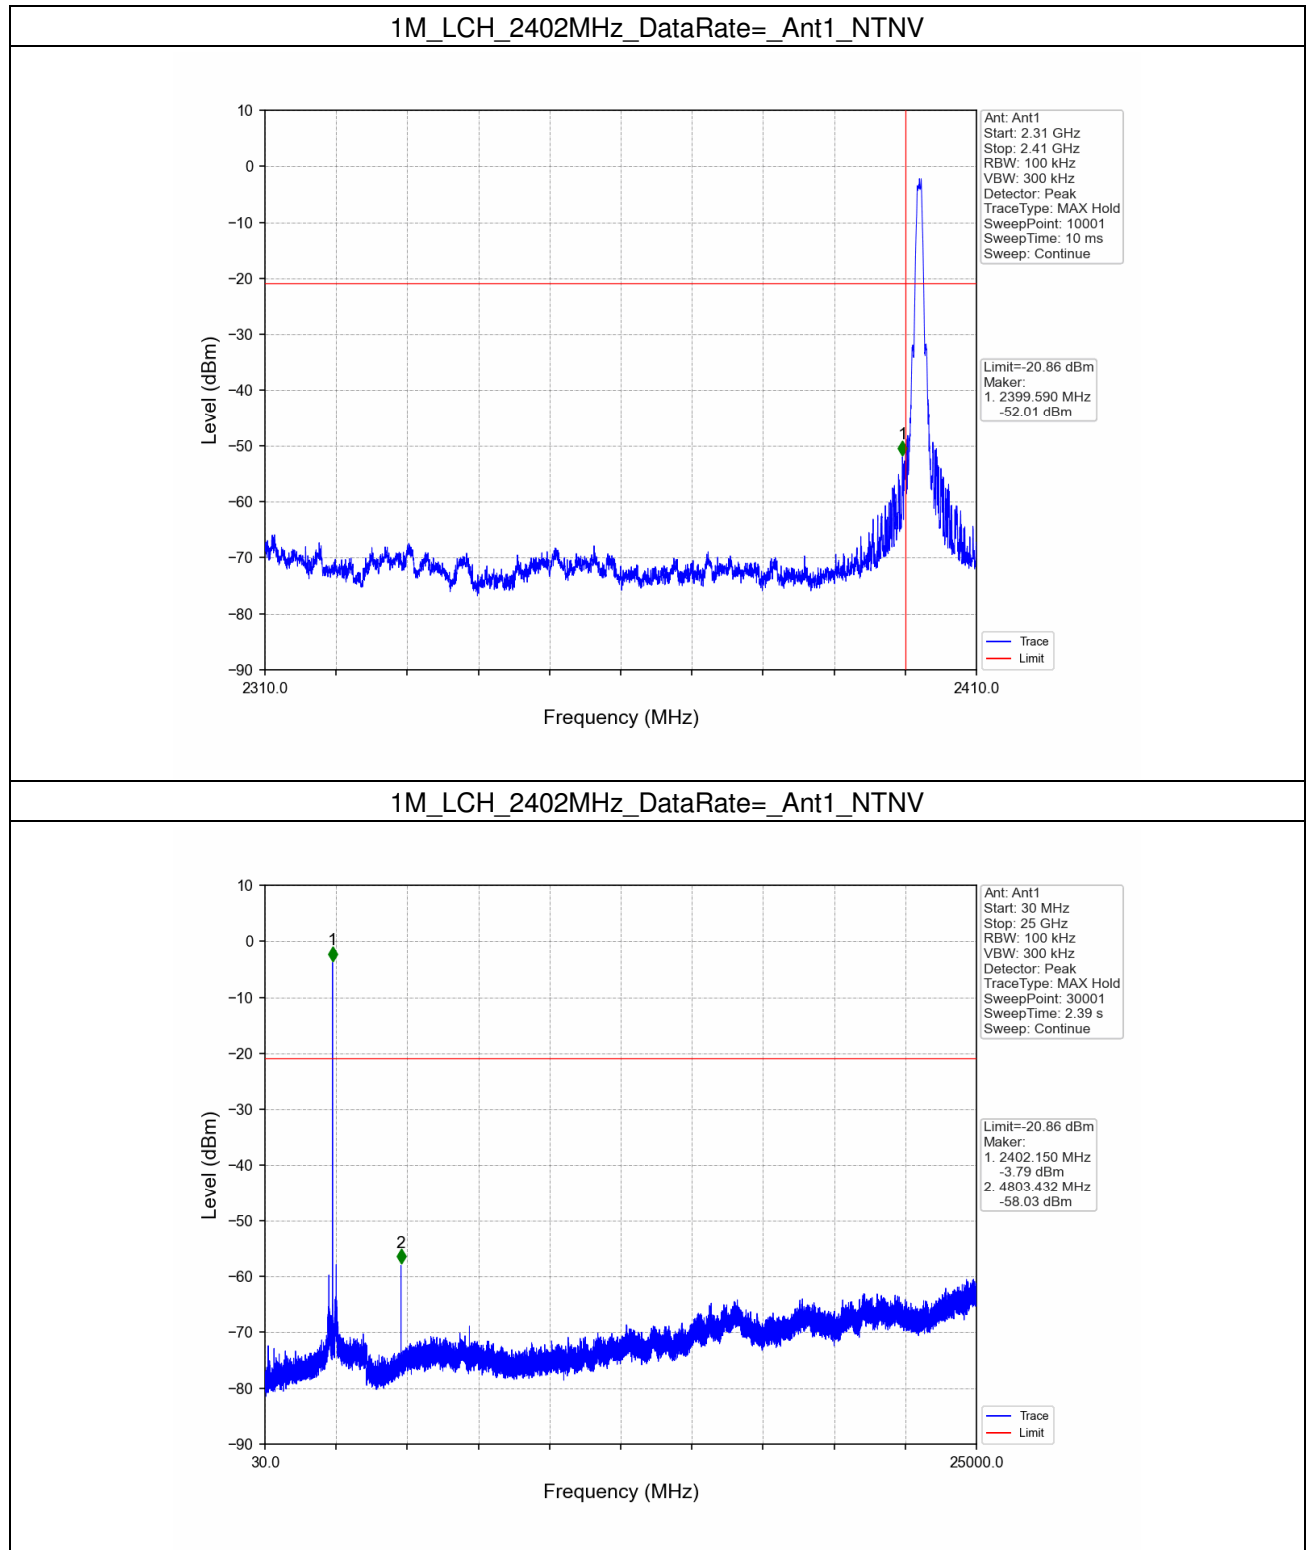 1M_LCH_2402MHz_DataRate=_Ant1_NTNV
10
0
−10
−20
−30
−40
−50
−60
−70
−80
−90
Level (dBm)
1
2310.0
2410.0
Frequency (MHz)
Ant: Ant1
Start: 2.31 GHz
Stop: 2.41 GHz
RBW: 100 kHz
VBW: 300 kHz
Detector: Peak
TraceType: MAX Hold
SweepPoint: 10001
SweepTime: 10 ms
Sweep: Continue
Limit=-20.86 dBm
Maker:
1. 2399.590 MHz
-52.01 dBm
Trace
Limit
1M_LCH_2402MHz_DataRate=_Ant1_NTNV
10
0
−10
−20
−30
−40
−50
−60
−70
−80
−90
Level (dBm)
1
2
30.0
25000.0
Frequency (MHz)
Ant: Ant1
Start: 30 MHz
Stop: 25 GHz
RBW: 100 kHz
VBW: 300 kHz
Detector: Peak
TraceType: MAX Hold
SweepPoint: 30001
SweepTime: 2.39 s
Sweep: Continue
Limit=-20.86 dBm
Maker:
1. 2402.150 MHz
-3.79 dBm
2. 4803.432 MHz
-58.03 dBm
Trace
Limit